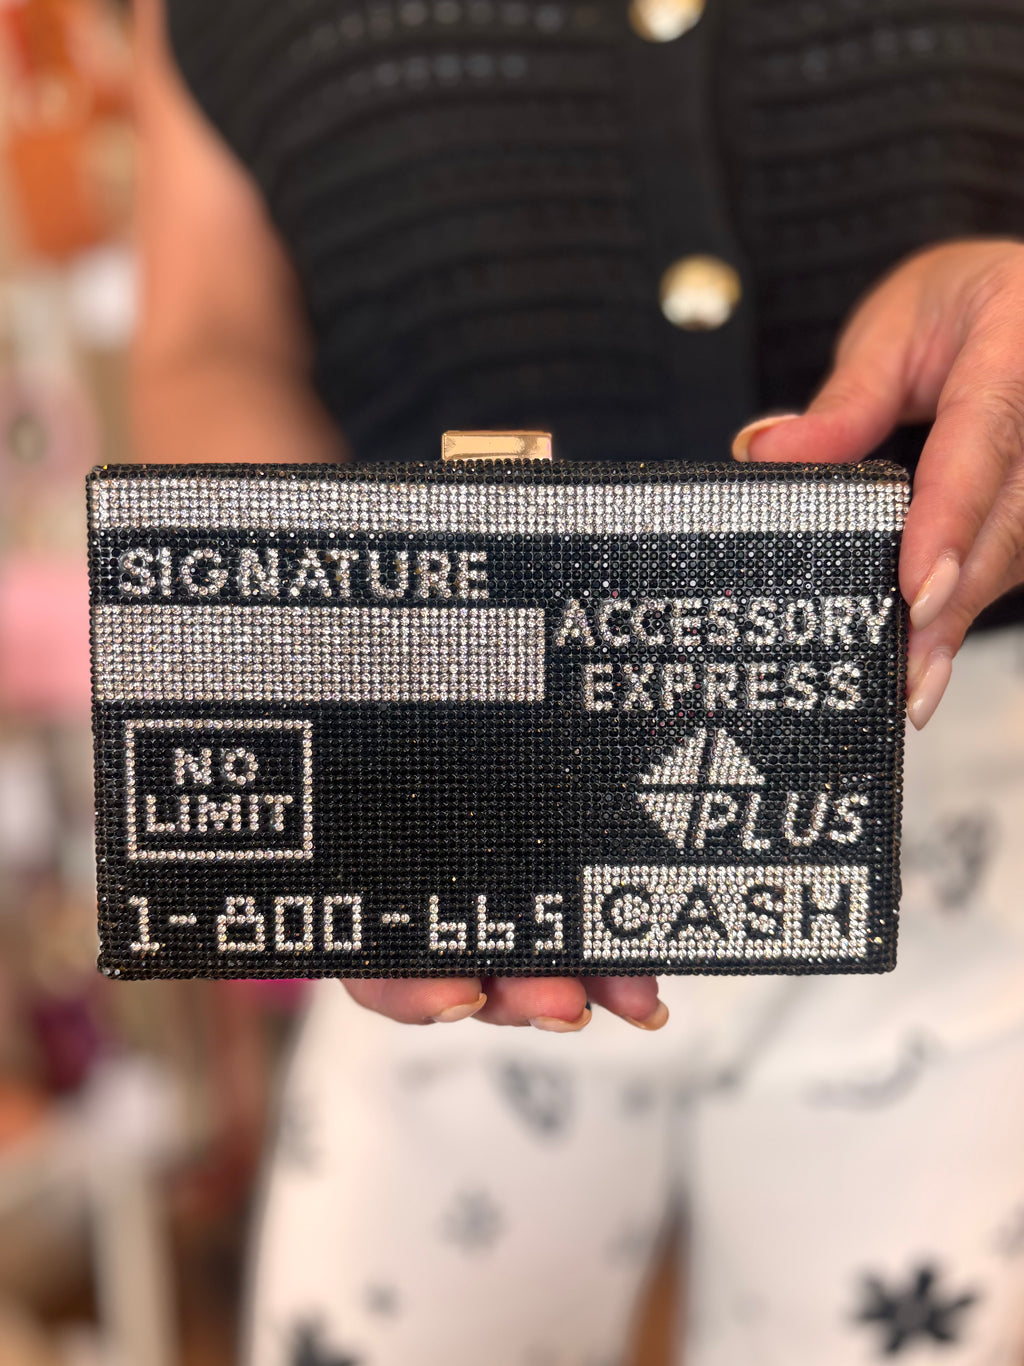 SIGNATURE
ACCESSORY
EXPRESS
NO
LIMIT
PLUS
1-800-665
CASH